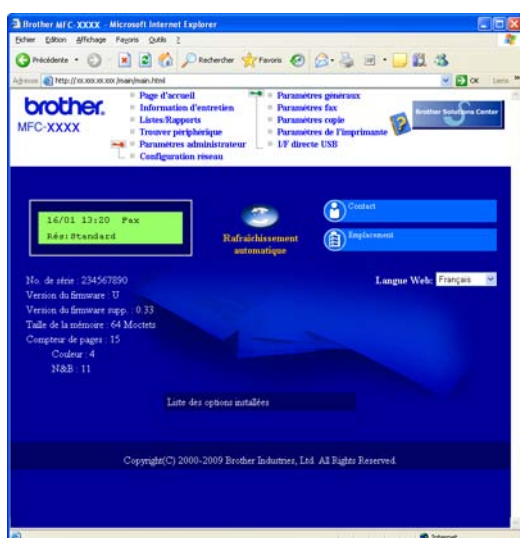 Brother MFC-XXXX - Microsoft Internet Explorer
Fichier Edition Affichage Favoris Outils ?
Précédente Rechercher Favoris
Adresse http://xx.xxx.xx.xxx/main/main.html OK Liens »
brother.
MFC-XXXX
Page d'accueil
Information d'entretien
Listes/Rapports
Trouver périphérique
Paramètres administrateur
Configuration réseau
Paramètres généraux
Paramètres fax
Paramètres copie
Paramètres de l'imprimante
I/F directe USB
Brother Solutions Center
16/01 13:20 Fax
Rés:Standard
Rafraîchissement
automatique
Contact
Emplacement
No. de série : 234567890
Langue Web: Français
Version du firmware : U
Version du firmware supp. : 0.33
Taille de la mémoire : 64 Moctets
Compteur de pages : 15
Couleur : 4
N&B : 11
Liste des options installées
Copyright(C) 2000-2009 Brother Industries, Ltd. All Rights Reserved.
Internet